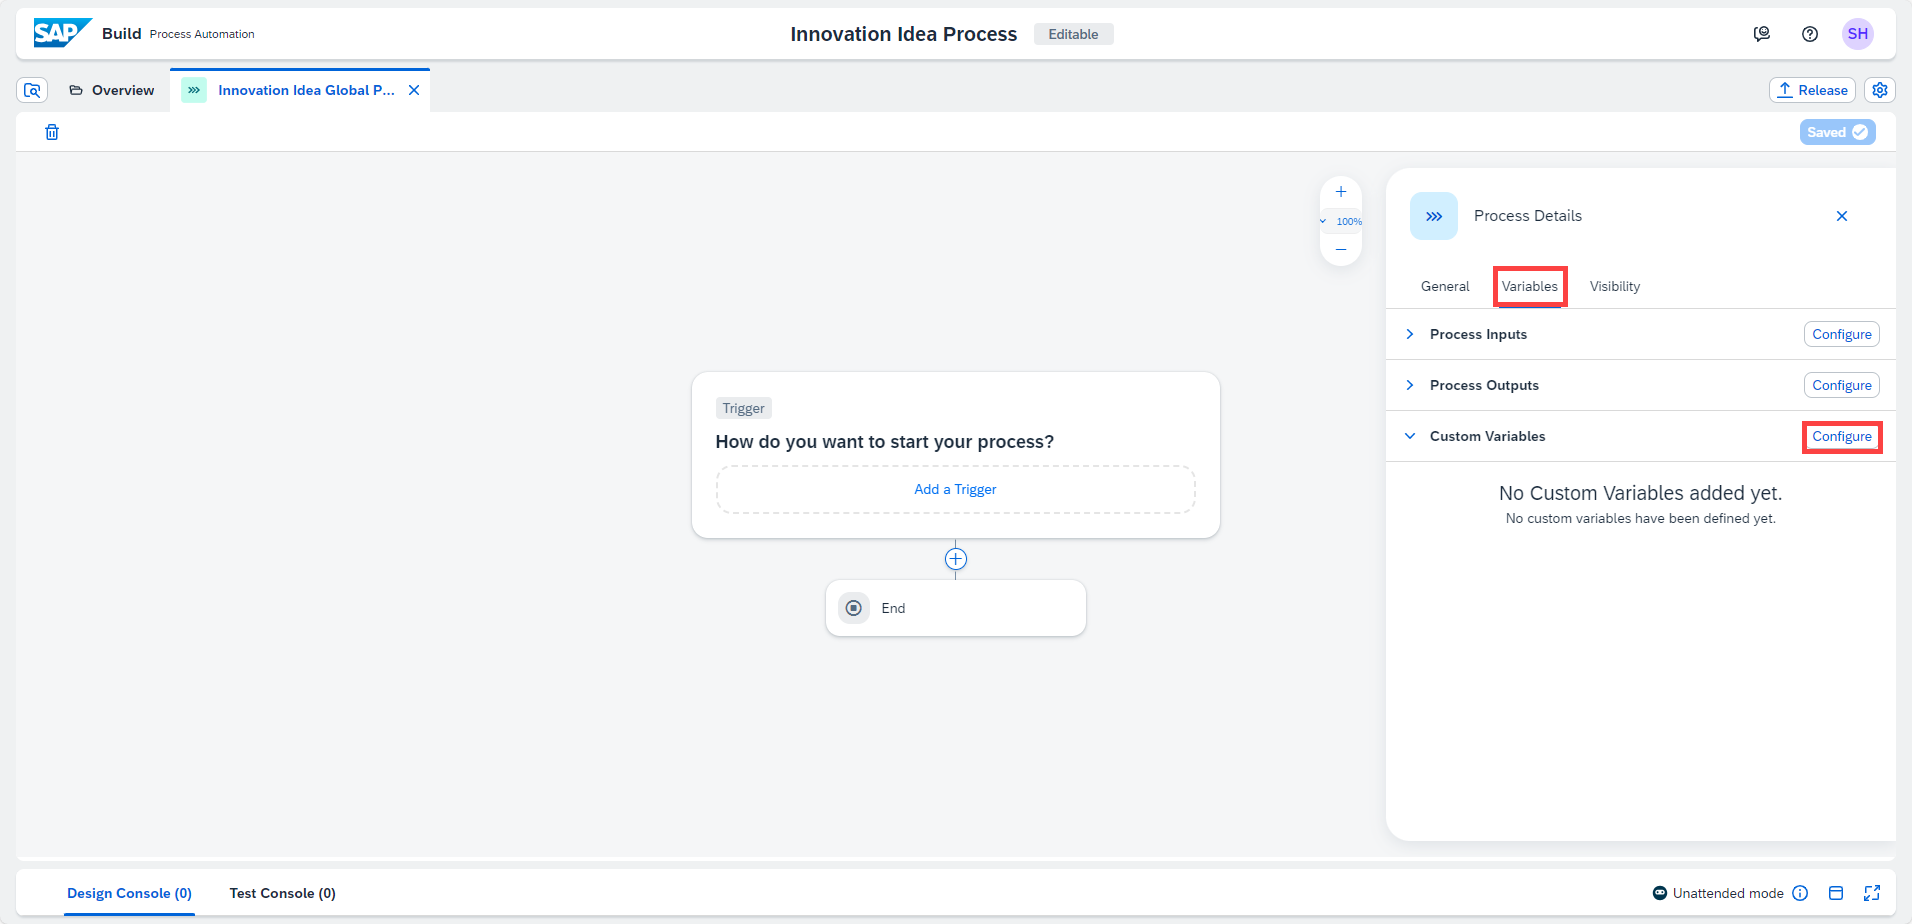 SAP Build Process Automation
Innovation Idea Process Editable
SH
Overview
Innovation Idea Global P...
Release
Saved
100%
Process Details
General Variables Visibility
Process Inputs Configure
Process Outputs Configure
Custom Variables Configure
No Custom Variables added yet.
No custom variables have been defined yet.
Trigger
How do you want to start your process?
Add a Trigger
End
Design Console (0) Test Console (0)
Unattended mode